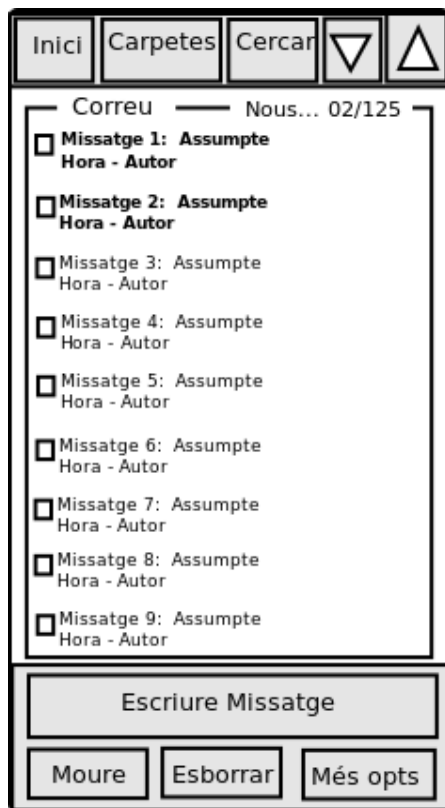 Inici Carpetes Cercar
Correu Nous... 02/125
Missatge 1: Assumpte
Hora - Autor
Missatge 2: Assumpte
Hora - Autor
Missatge 3: Assumpte
Hora - Autor
Missatge 4: Assumpte
Hora - Autor
Missatge 5: Assumpte
Hora - Autor
Missatge 6: Assumpte
Hora - Autor
Missatge 7: Assumpte
Hora - Autor
Missatge 8: Assumpte
Hora - Autor
Missatge 9: Assumpte
Hora - Autor
Escriure Missatge
Moure Esborrar Més opts